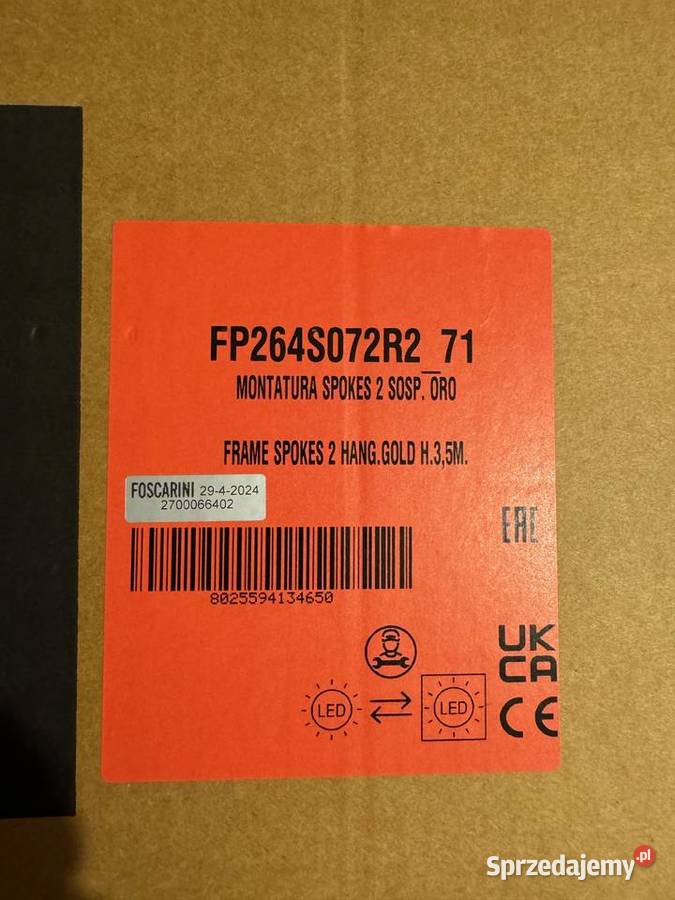 FP264S072R2_71
MONTATURA SPOKES 2 SOSP. ORO
FRAME SPOKES 2 HANG.GOLD H.3,5M.
FOSCARINI 29-4-2024
2700066402
EAC
8025594134650
UK
CA
LED
LED
CE
Sprzedajemy.pl